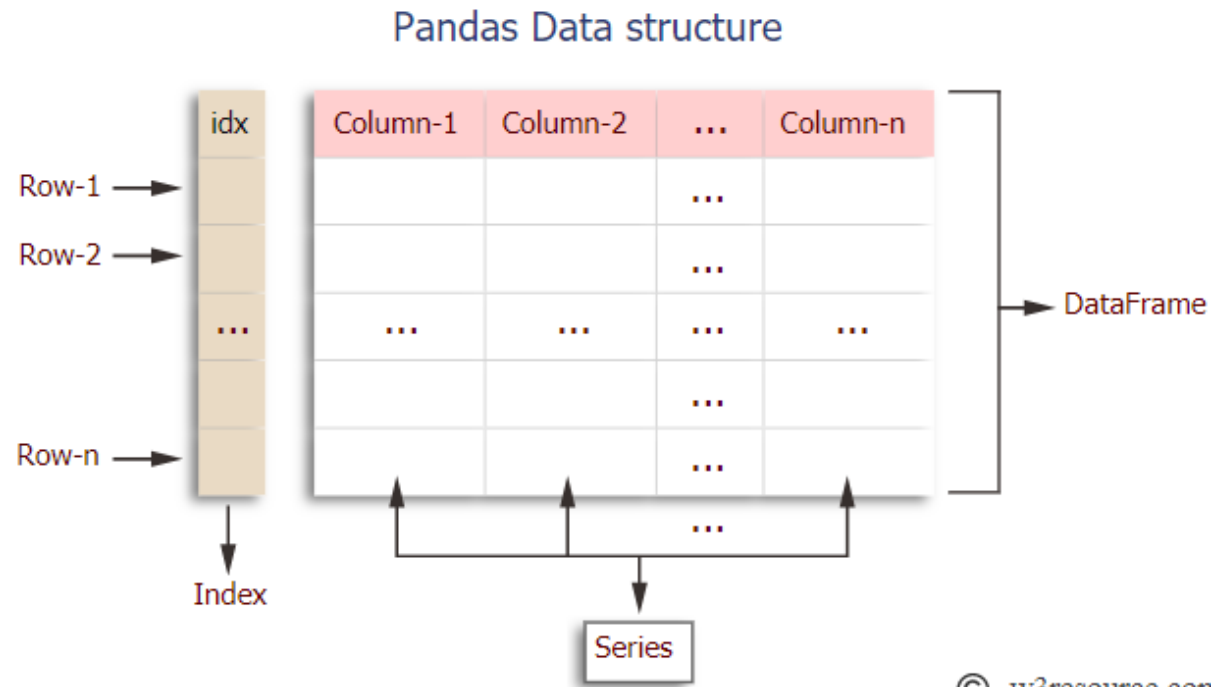 Pandas Data structure
idx Column-1 Column-2 ... Column-n
Row-1 ...
Row-2 ...
... ... ... ... ...
...
Row-n ...
DataFrame
...
Index
Series
©